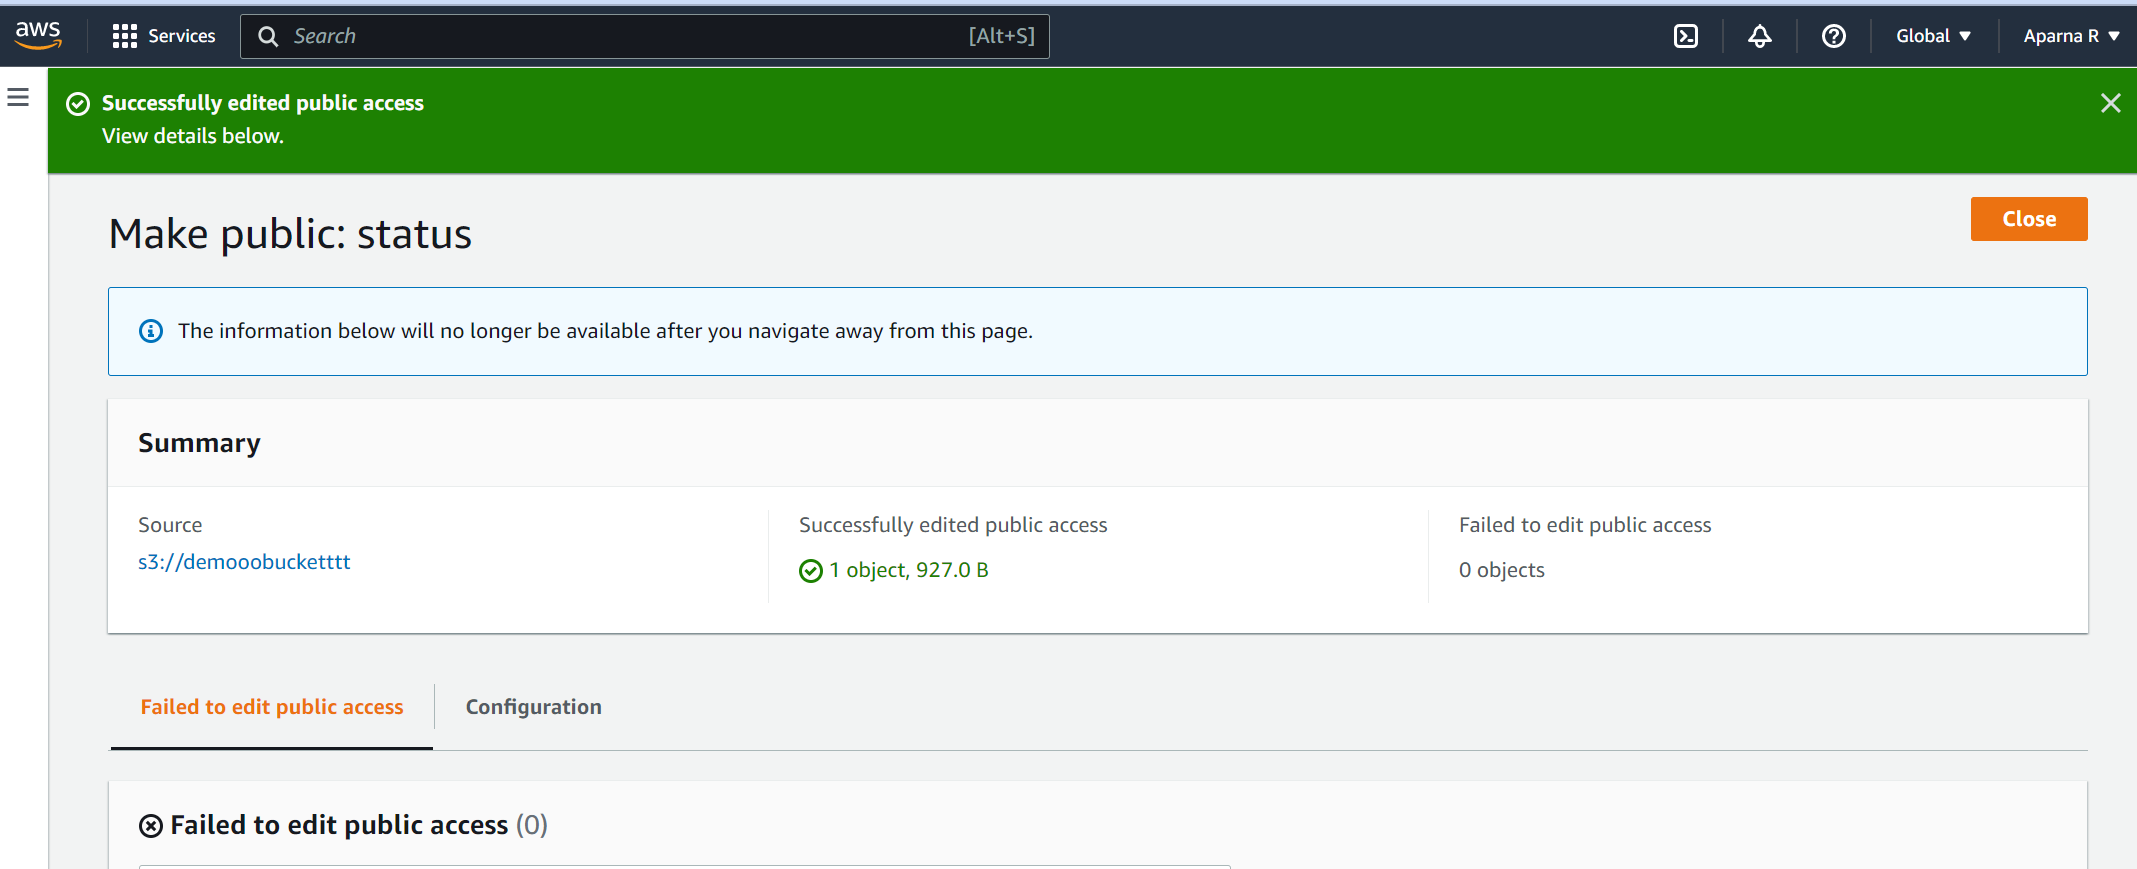 aws
Services
Search
[Alt+S]
Global
Aparna R
Successfully edited public access
View details below.
Make public: status
Close
The information below will no longer be available after you navigate away from this page.
Summary
Source
s3://demooobucketttt
Successfully edited public access
1 object, 927.0 B
Failed to edit public access
0 objects
Failed to edit public access
Configuration
Failed to edit public access (0)